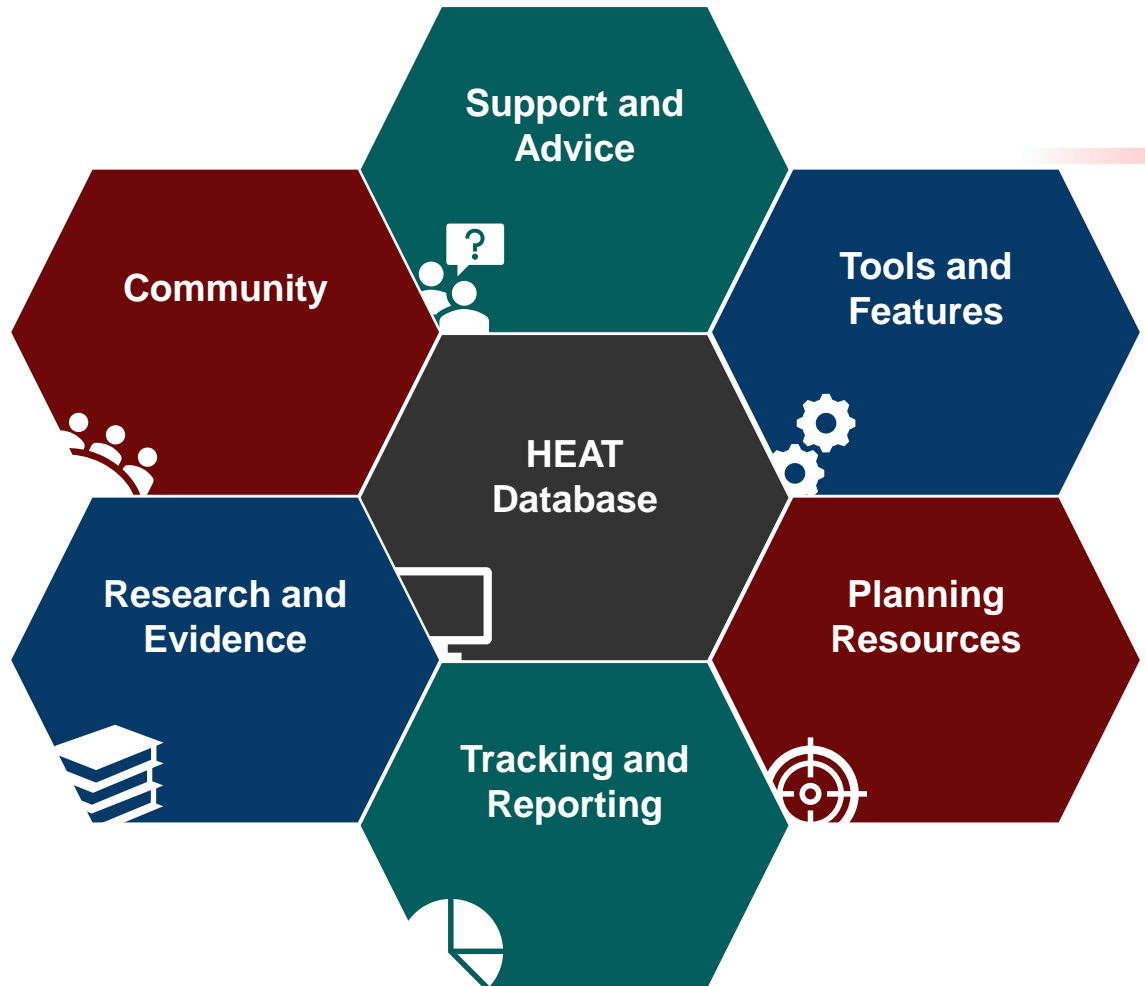 Support and
Advice
Community
Tools and
Features
?
HEAT
Database
Research and
Evidence
Planning
Resources
Tracking and
Reporting